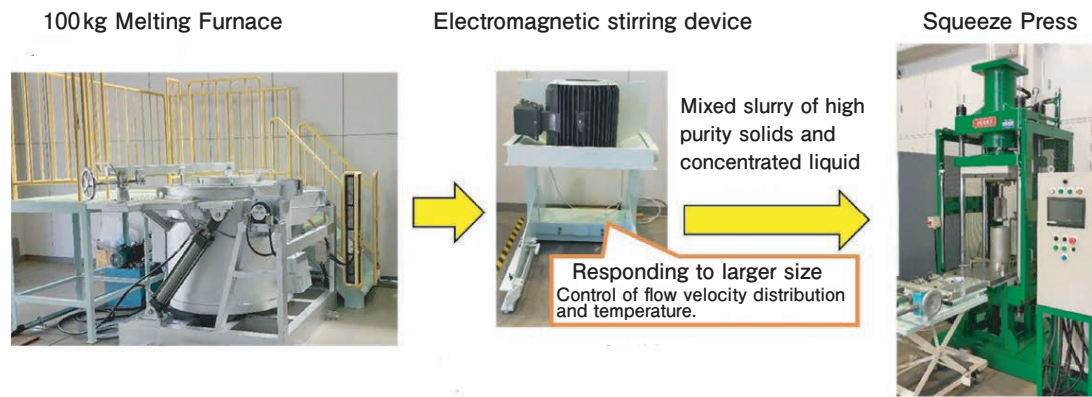 100kg Melting Furnace
Electromagnetic stirring device
Squeeze Press
Mixed slurry of high
purity solids and
concentrated liquid
Responding to larger size
Control of flow velocity distribution
and temperature.